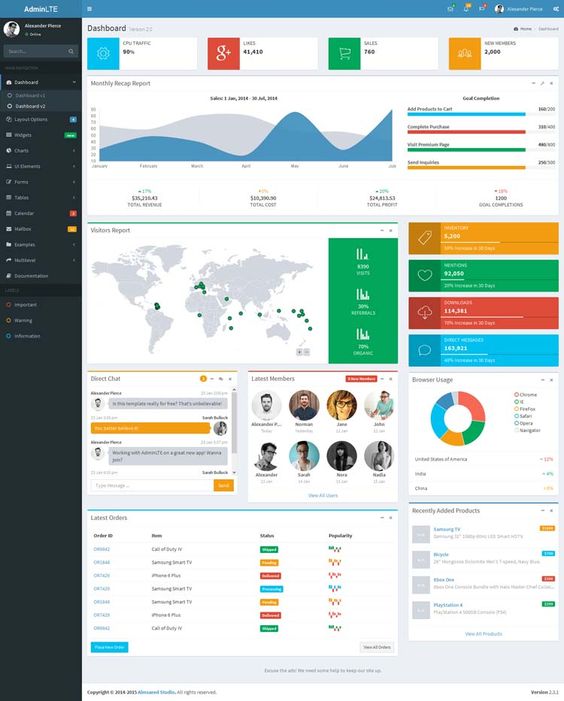 AdminLTE
Alexander Pierce
Alexander Pierce
Online
Search...
MAIN NAVIGATION
Dashboard
Dashboard v1
Dashboard v2
Layout Options
Widgets
Charts
UI Elements
Forms
Tables
Calendar
Mailbox
Examples
Multilevel
Documentation
LABELS
Important
Warning
Information
Dashboard Version 2.0
Home > Dashboard
CPU TRAFFIC
90%
LIKES
41,410
SALES
760
NEW MEMBERS
2,000
Monthly Recap Report
Sales: 1 Jan, 2014 - 30 Jul, 2014
90
80
70
60
50
40
30
20
10
January February March April May June July
Goal Completion
Add Products to Cart 160/200
Complete Purchase 310/400
Visit Premium Page 480/800
Send Inquiries 250/500
17%
$35,210.43
TOTAL REVENUE
0%
$10,390.90
TOTAL COST
20%
$24,813.53
TOTAL PROFIT
18%
1200
GOAL COMPLETIONS
Visitors Report
8390
VISITS
30%
REFERRALS
70%
ORGANIC
INVENTORY
5,200
50% Increase in 30 Days
MENTIONS
92,050
20% Increase in 30 Days
DOWNLOADS
114,381
70% Increase in 30 Days
DIRECT MESSAGES
163,921
40% Increase in 30 Days
Direct Chat
Alexander Pierce 23 Jan 2:00 pm
Is this template really for free? That's unbelievable!
23 Jan 2:05 pm Sarah Bullock
You better believe it!
Alexander Pierce 23 Jan 5:37 pm
Working with AdminLTE on a great new app! Wanna
join?
23 Jan 6:10 pm Sarah Bullock
Type Message ... Send
Latest Members
8 New Members
Alexander P...
Today
Norman
Yesterday
Jane
12 Jan
John
12 Jan
Alexander
13 Jan
Sarah
14 Jan
Nora
15 Jan
Nadia
15 Jan
View All Users
Browser Usage
Chrome
IE
FireFox
Safari
Opera
Navigator
United States of America 12%
India 4%
China 0%
Latest Orders
Order ID Item Status Popularity
OR9842 Call of Duty IV Shipped
OR1848 Samsung Smart TV Pending
OR7429 iPhone 6 Plus Delivered
OR7429 Samsung Smart TV Processing
OR1848 Samsung Smart TV Pending
OR7429 iPhone 6 Plus Delivered
OR9842 Call of Duty IV Shipped
Place New Order
View All Orders
Recently Added Products
Samsung TV $1800
Samsung 32" 1080p 60Hz LED Smart HDTV.
Bicycle $700
26" Mongoose Dolomite Men's 7-speed, Navy Blue.
Xbox One
Xbox One Console Bundle with Halo Master Chief Collection.
PlayStation 4 $399
PlayStation 4 500GB Console (PS4)
View All Products
Excuse the ads! We need some help to keep our site up.
Copyright © 2014-2015 Almsaeed Studio. All rights reserved.
Version 2.3.1